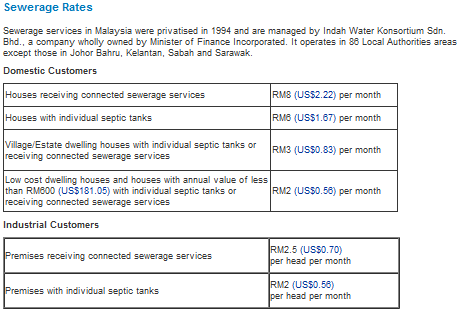 Sewerage Rates
Sewerage services in Malaysia were privatised in 1994 and are managed by Indah Water Konsortium Sdn.
Bhd., a company wholly owned by Minister of Finance Incorporated. It operates in 86 Local Authorities areas
except those in Johor Bahru, Kelantan, Sabah and Sarawak.
Domestic Customers
Houses receiving connected sewerage services RM8 (US$2.22) per month
Houses with individual septic tanks RM6 (US$1.67) per month
Village/Estate dwelling houses with individual septic tanks or
receiving connected sewerage services RM3 (US$0.83) per month
Low cost dwelling houses and houses with annual value of less
than RM600 (US$181.05) with individual septic tanks or
receiving connected sewerage services RM2 (US$0.56) per month
Industrial Customers
Premises receiving connected sewerage services RM2.5 (US$0.70)
per head per month
Premises with individual septic tanks RM2 (US$0.56)
per head per month